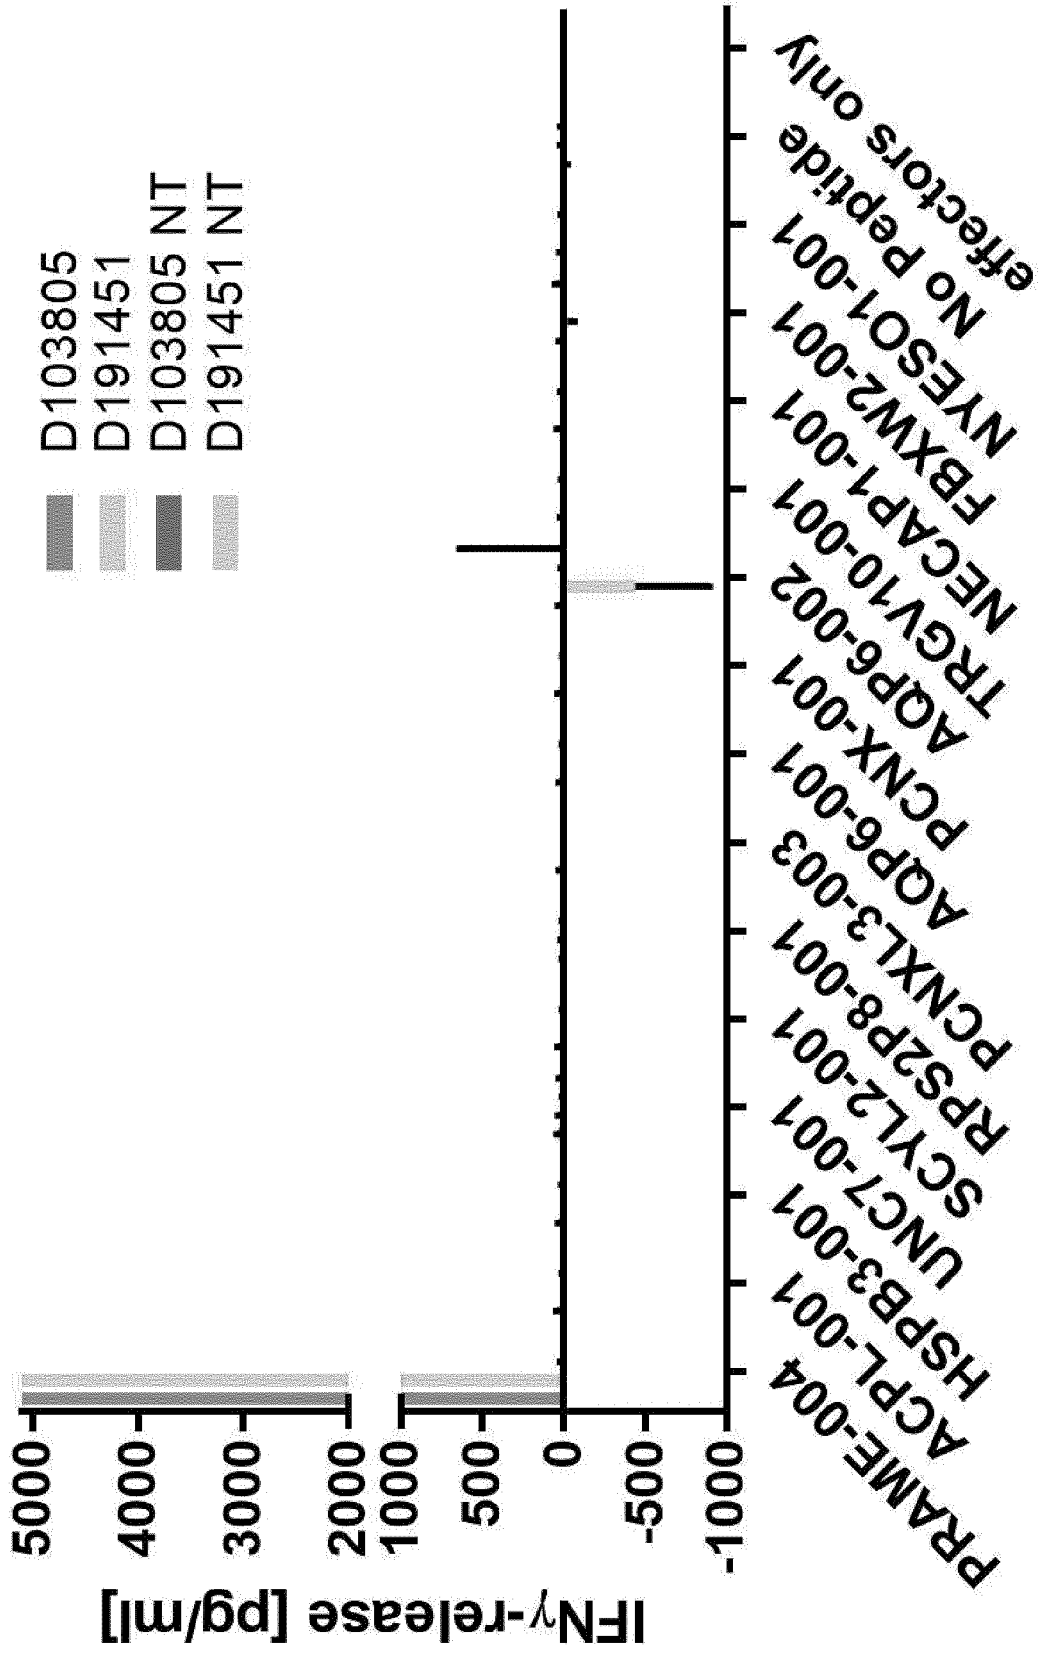 D103805
D191451
D103805 NT
D191451 NT
IFNγ-release [pg/ml]
5000
4000
3000
2000
1000
500
0
-500
-1000
PRAME-004
ACPL-001
HSPB3-001
UNC7-001
SCYL2-001
RPS2P8-001
PCNXL3-003
AQP6-001
PCNX-001
AQP6-002
TRGV10-001
NECAP1-001
FBXW2-001
NYESO1-001
No Peptide
effectors only